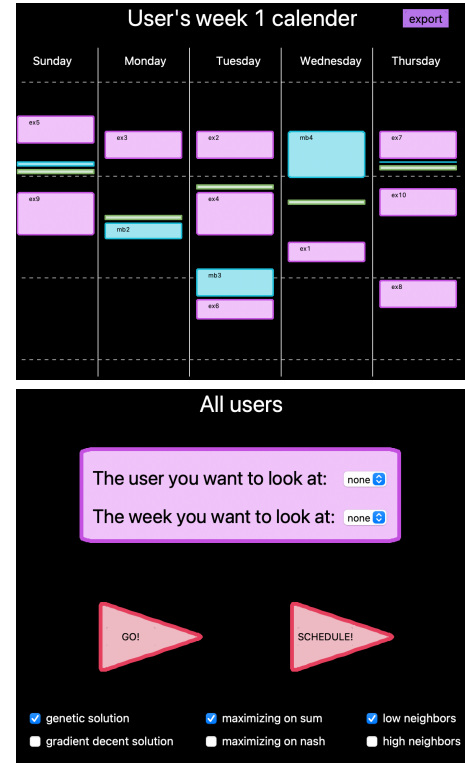 User's week 1 calender
export
Sunday Monday Tuesday Wednesday Thursday
ex5
ex3
ex2
mb4
ex7
ex9
ex4
ex10
mb2
ex1
mb3
ex8
ex6
All users
The user you want to look at: none
The week you want to look at: none
GO! SCHEDULE!
genetic solution maximizing on sum low neighbors
gradient decent solution maximizing on nash high neighbors